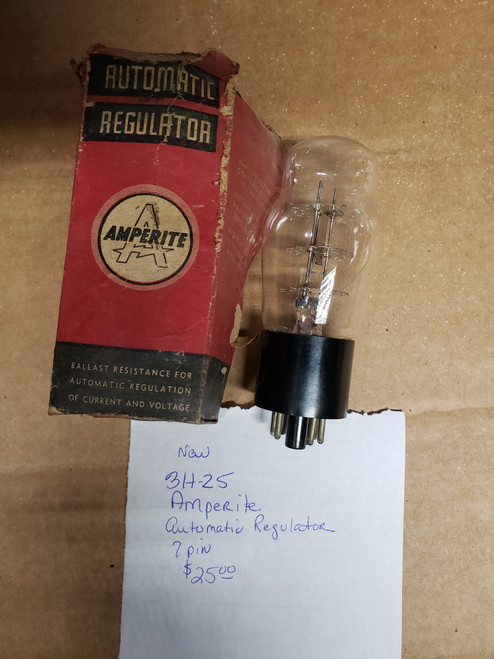 AUTOMATIC
REGULATOR
AMPERITE
BALLAST RESISTANCE FOR
AUTOMATIC REGULATION
OF CURRENT AND VOLTAGE
New
3H-25
Amperite
Automatic Regulator
7 pin
$25.00